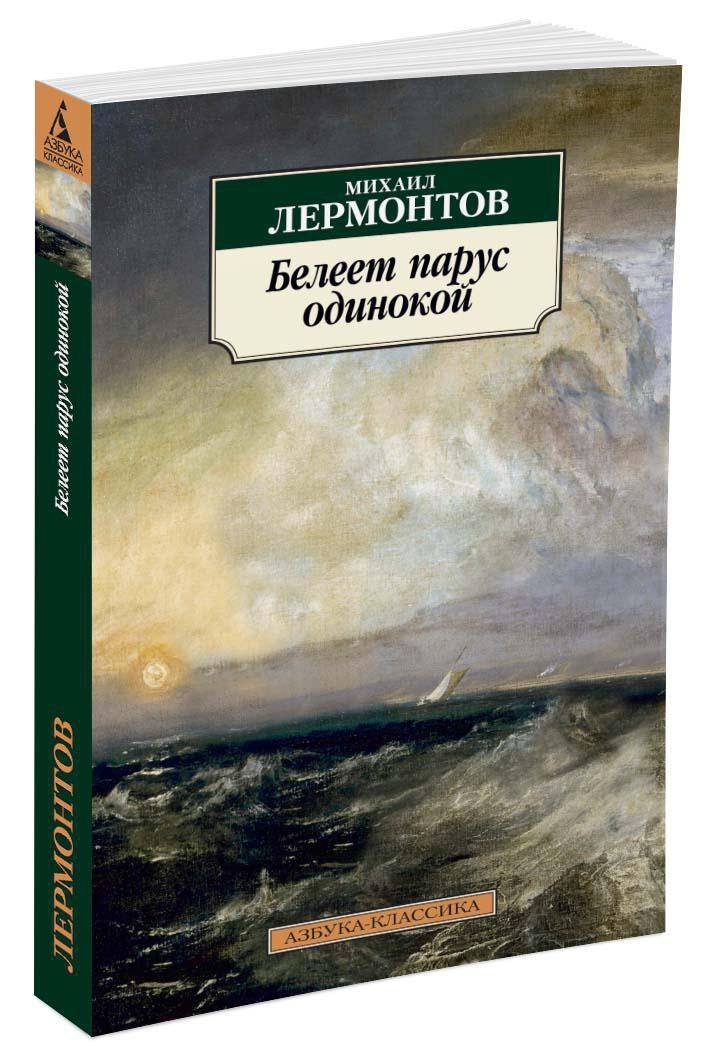 МИХАИЛ
ЛЕРМОНТОВ
Белеет парус
одинокой
АЗБУКА-КЛАССИКА
АЗБУКА
КЛАССИКА
Белеет парус одинокой
ЛЕРМОНТОВ